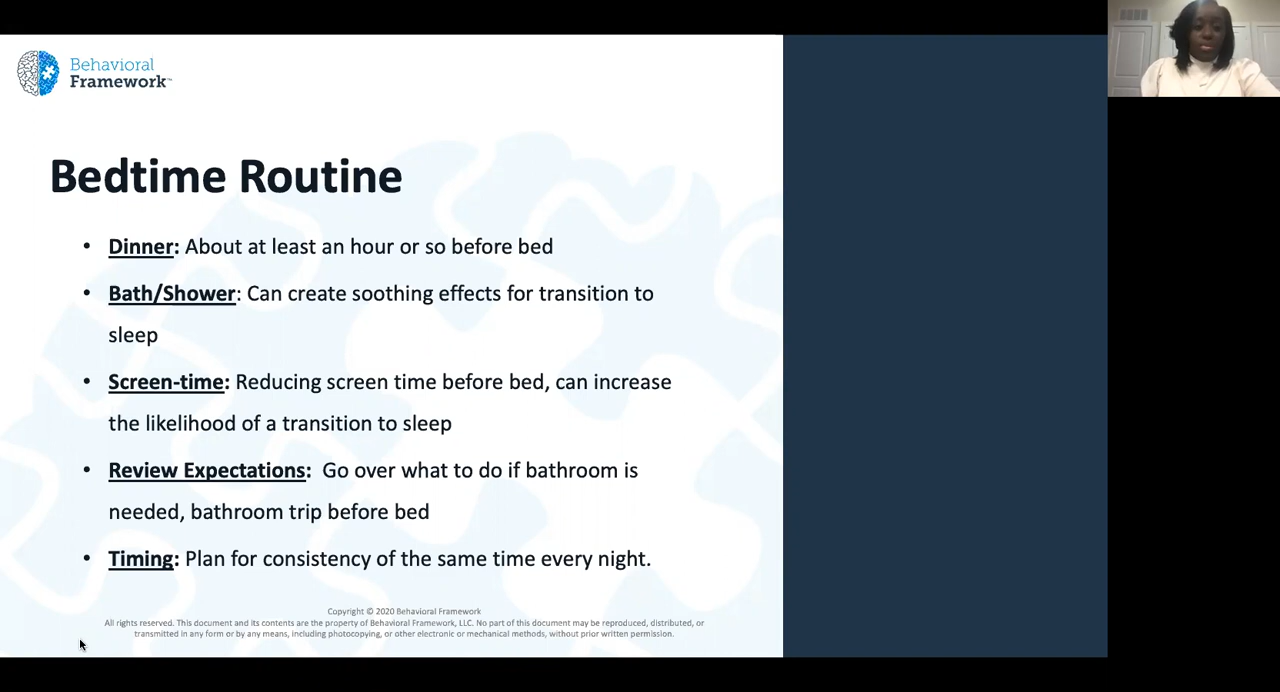 Behavioral
Framework™
Bedtime Routine
• Dinner: About at least an hour or so before bed
• Bath/Shower: Can create soothing effects for transition to
sleep
• Screen-time: Reducing screen time before bed, can increase
the likelihood of a transition to sleep
• Review Expectations:  Go over what to do if bathroom is
needed, bathroom trip before bed
• Timing: Plan for consistency of the same time every night.
Copyright © 2020 Behavioral Framework
All rights reserved. This document and its contents are the property of Behavioral Framework, LLC. No part of this document may be reproduced, distributed, or
transmitted in any form or by any means, including photocopying, or other electronic or mechanical methods, without prior written permission.